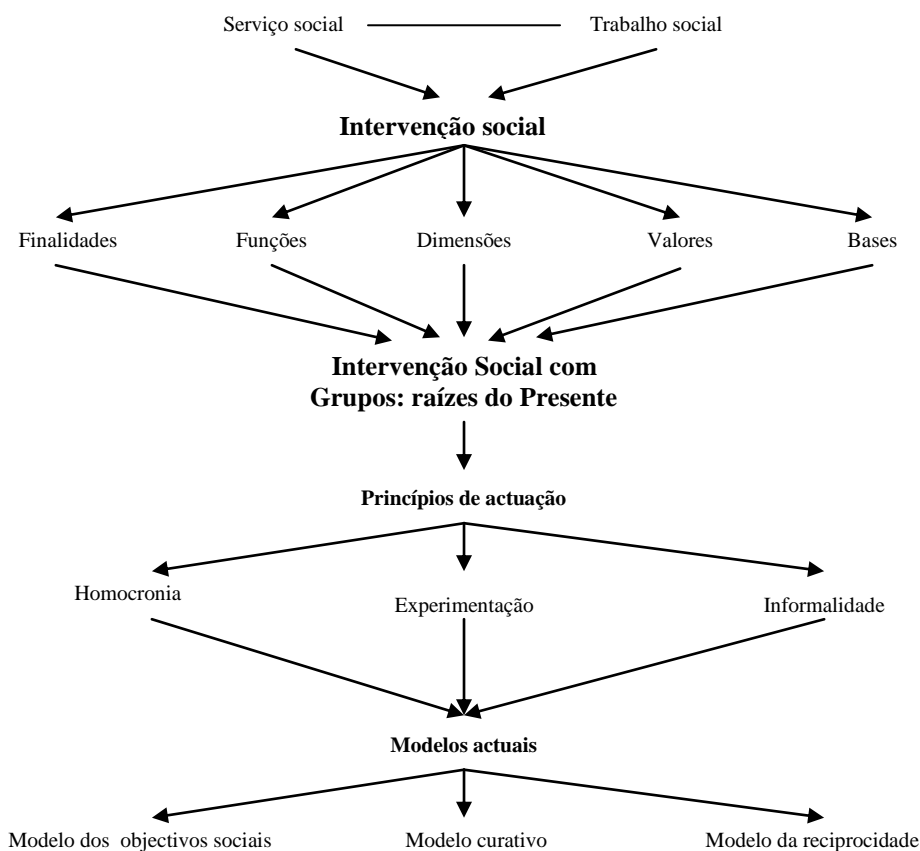 Serviço social
Trabalho social
Intervenção social
Finalidades
Funções
Dimensões
Valores
Bases
Intervenção Social com
Grupos: raízes do Presente
Princípios de actuação
Homocronia
Experimentação
Informalidade
Modelos actuais
Modelo dos objectivos sociais
Modelo curativo
Modelo da reciprocidade